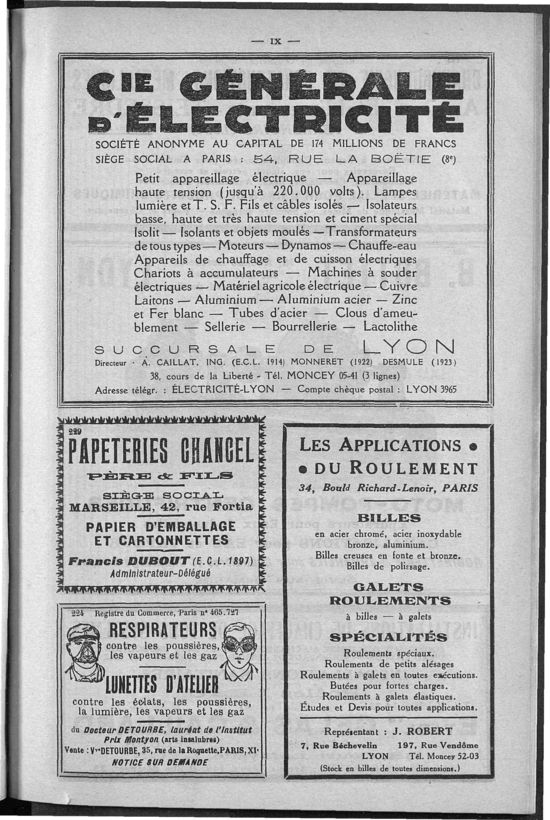 — IX —
CIE GÉNÉRALE
D'ÉLECTRICITÉ
SOCIÉTÉ ANONYME AU CAPITAL DE 174 MILLIONS DE FRANCS
SIÈGE SOCIAL A PARIS : 54, RUE LA BOËTIE (8e)
Petit appareillage électrique — Appareillage
haute tension (jusqu'à 220.000 volts). Lampes
lumière et T. S. F. Fils et câbles isolés — Isolateurs
basse, haute et très haute tension et ciment spécial
Isolit — Isolants et objets moulés — Transformateurs
de tous types — Moteurs — Dynamos — Chauffe-eau
Appareils de chauffage et de cuisson électriques
Chariots à accumulateurs — Machines à souder
électriques — Matériel agricole électrique — Cuivre
Laitons — Aluminium — Aluminium acier — Zinc
et Fer blanc — Tubes d'acier — Clous d'ameu-
blement — Sellerie — Bourrellerie — Lactolithe
SUCCURSALE DE LYON
Directeur : A. CAILLAT, ING. (E.C.L. 1914) MONNERET (1922) DESMULE (1923)
38, cours de la Liberté - Tél. MONCEY 05-41 (3 lignes)
Adresse télégr. : ÉLECTRICITÉ-LYON — Compte chèque postal : LYON 3965
229
PAPETERIES CHANCEL
PÈRE & FILS
SIÈGE SOCIAL
MARSEILLE, 42, rue Fortia
PAPIER D'EMBALLAGE
ET CARTONNETTES
Francis DUBOUT (E.C.L. 1897)
Administrateur-Délégué
224 Registre du Commerce, Paris n° 465.727
RESPIRATEURS
contre les poussières,
les vapeurs et les gaz
LUNETTES D'ATELIER
contre les éclats, les poussières,
la lumière, les vapeurs et les gaz
du Docteur DETOURBE, lauréat de l'Institut
Prix Montyon (arts insalubres)
Vente : Vve DETOURBE, 35, rue de la Roquette, PARIS, XI·
NOTICE SUR DEMANDE
LES APPLICATIONS •
• DU ROULEMENT
34, Bould Richard-Lenoir, PARIS
BILLES
en acier chromé, acier inoxydable
bronze, aluminium.
Billes creuses en fonte et bronze.
Billes de polissage.
GALETS
ROULEMENTS
à billes — à galets
SPÉCIALITÉS
Roulements spéciaux.
Roulements de petits alésages
Roulements à galets en toutes exécutions.
Butées pour fortes charges.
Roulements à galets élastiques.
Études et Devis pour toutes applications.
Représentant : J. ROBERT
7, Rue Béchevelin 197, Rue Vendôme
LYON Tél. Moncey 52-03
(Stock en billes de toutes dimensions.)